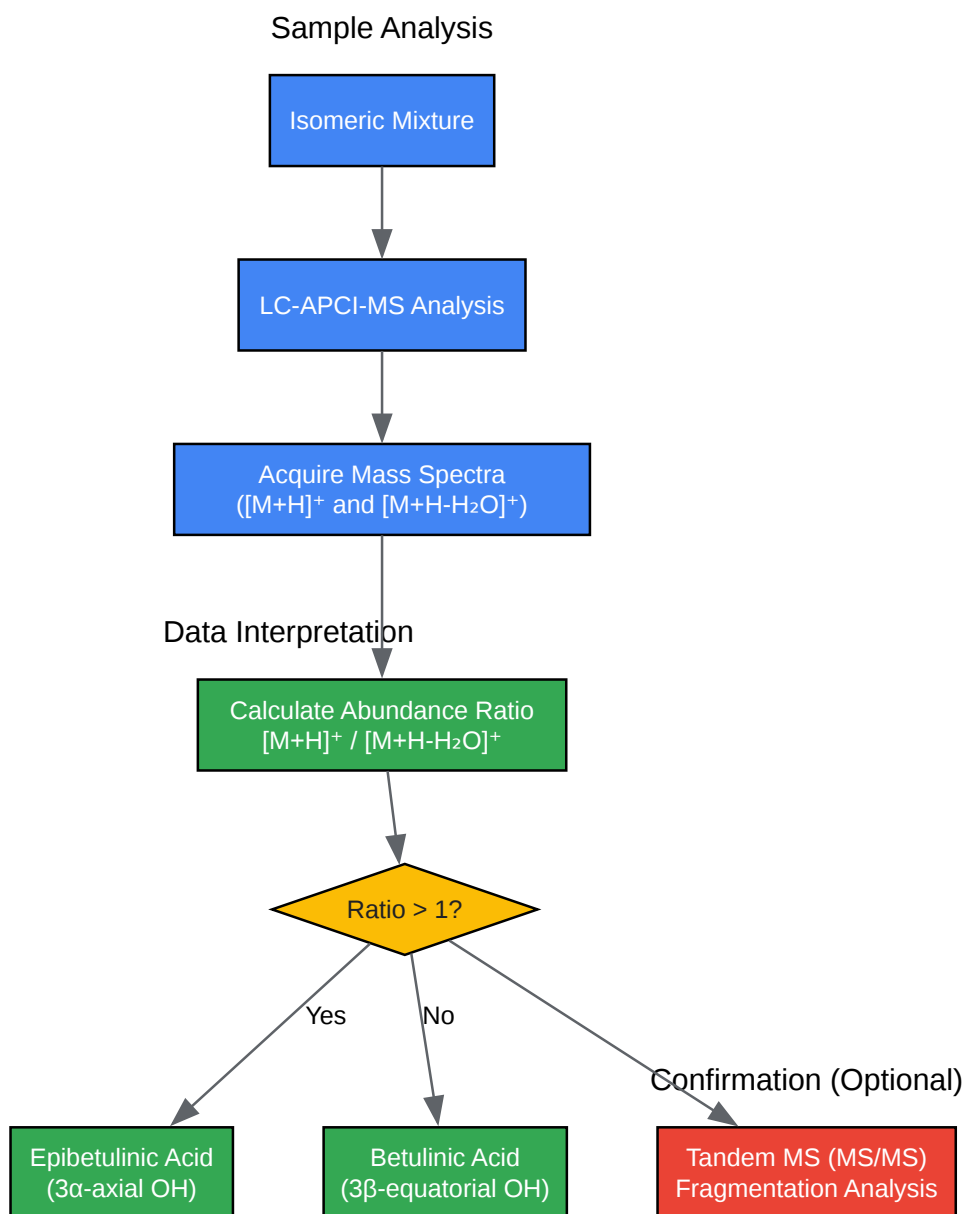 Sample Analysis
Isomeric Mixture
LC-APCI-MS Analysis
Acquire Mass Spectra
([M+H]⁺ and [M+H-H₂O]⁺)
Data Interpretation
Calculate Abundance Ratio
[M+H]⁺ / [M+H-H₂O]⁺
Ratio > 1?
Yes
No
Confirmation (Optional)
Epibetulinic Acid
(3α-axial OH)
Betulinic Acid
(3β-equatorial OH)
Tandem MS (MS/MS)
Fragmentation Analysis